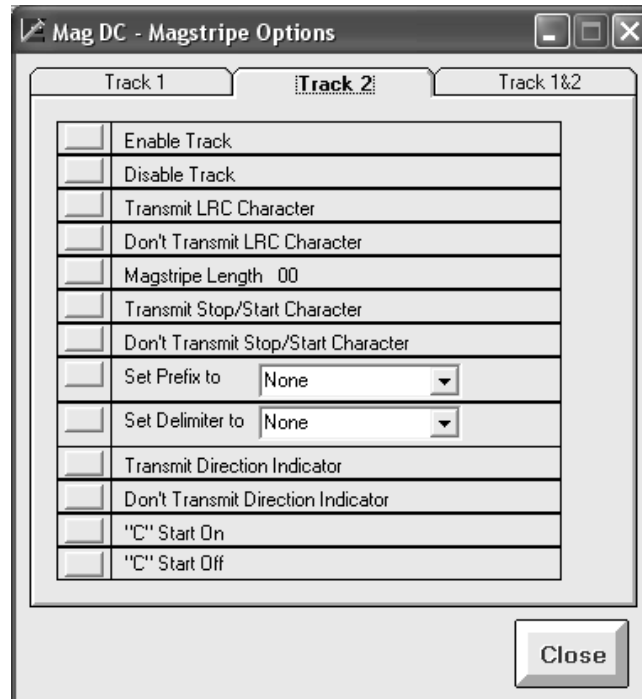 Mag DC - Magstripe Options
Track 1 Track 2 Track 1&2
Enable Track
Disable Track
Transmit LRC Character
Don't Transmit LRC Character
Magstripe Length 00
Transmit Stop/Start Character
Don't Transmit Stop/Start Character
Set Prefix to None
Set Delimiter to None
Transmit Direction Indicator
Don't Transmit Direction Indicator
"C" Start On
"C" Start Off
Close